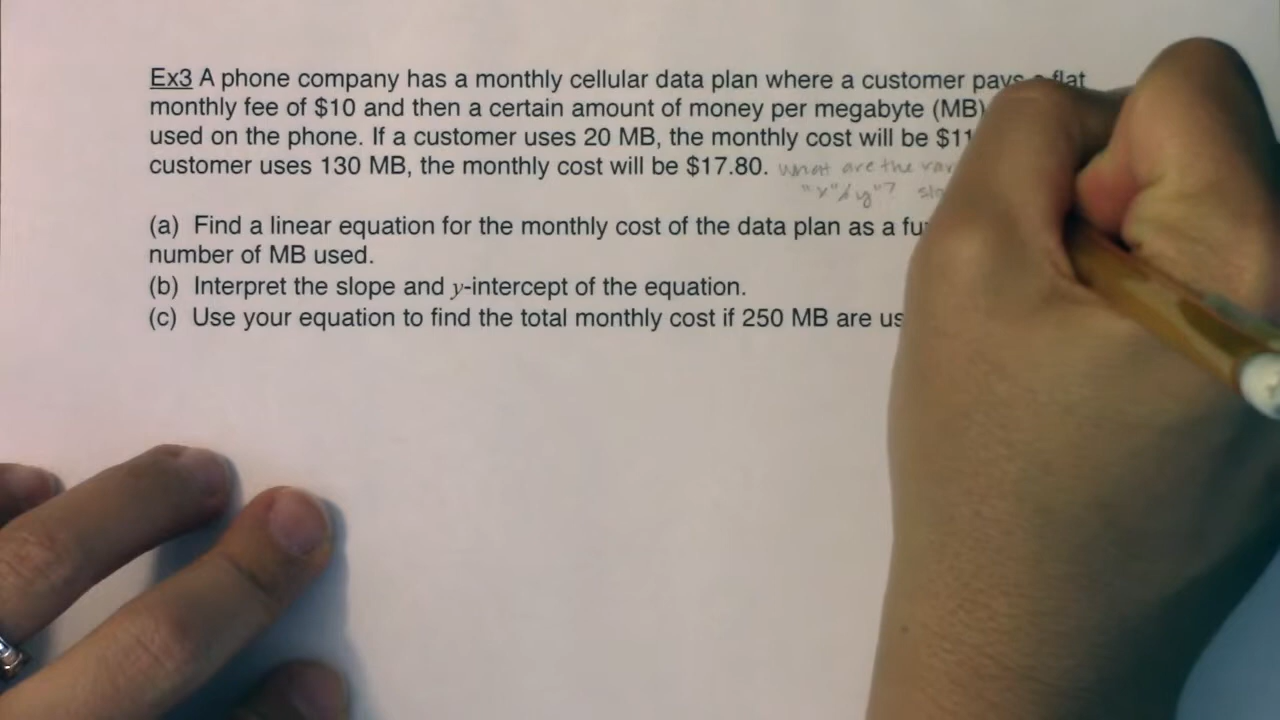 Ex3 A phone company has a monthly cellular data plan where a customer pays a flat
monthly fee of $10 and then a certain amount of money per megabyte (MB)
used on the phone. If a customer uses 20 MB, the monthly cost will be $11
customer uses 130 MB, the monthly cost will be $17.80. what are the
"x" & "y"?
(a) Find a linear equation for the monthly cost of the data plan as a
number of MB used.
(b) Interpret the slope and y-intercept of the equation.
(c) Use your equation to find the total monthly cost if 250 MB are